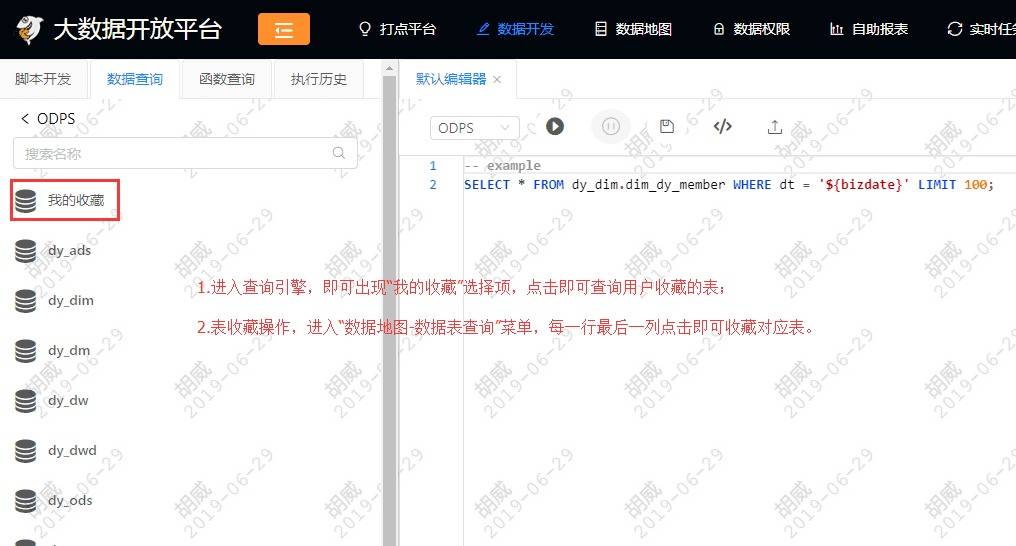 大数据开放平台
打点平台 数据开发 数据地图 数据权限 自助报表 实时任务
脚本开发 数据查询 函数查询 执行历史 默认编辑器 ×
ODPS
搜索名称
ODPS
我的收藏
dy_ads
dy_dim
dy_dm
dy_dw
dy_dwd
dy_ods
1 -- example
2 SELECT * FROM dy_dim.dim_dy_member WHERE dt = '${bizdate}' LIMIT 100;
1.进入查询引擎，即可出现“我的收藏”选择项，点击即可查询用户收藏的表；
2.表收藏操作，进入“数据地图-数据表查询”菜单，每一行最后一列点击即可收藏对应表。
胡威
2019-06-29